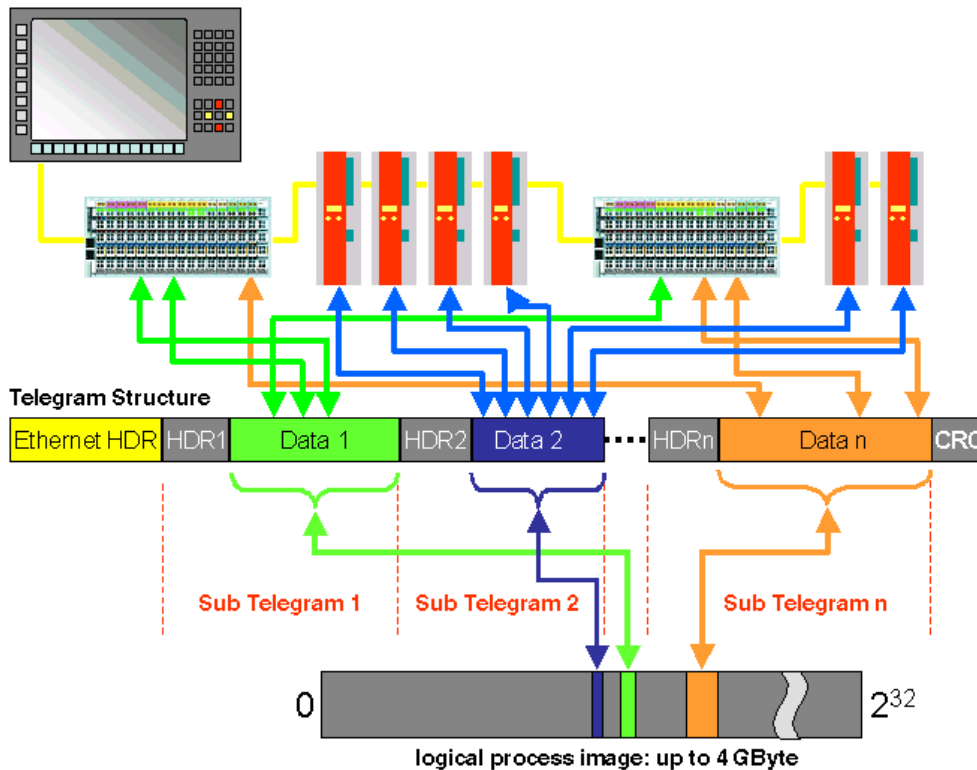 Telegram Structure
Ethernet HDR HDR1 Data 1 HDR2 Data 2 HDRn Data n CRC
Sub Telegram 1 Sub Telegram 2 Sub Telegram n
0 2³²
logical process image: up to 4 GByte